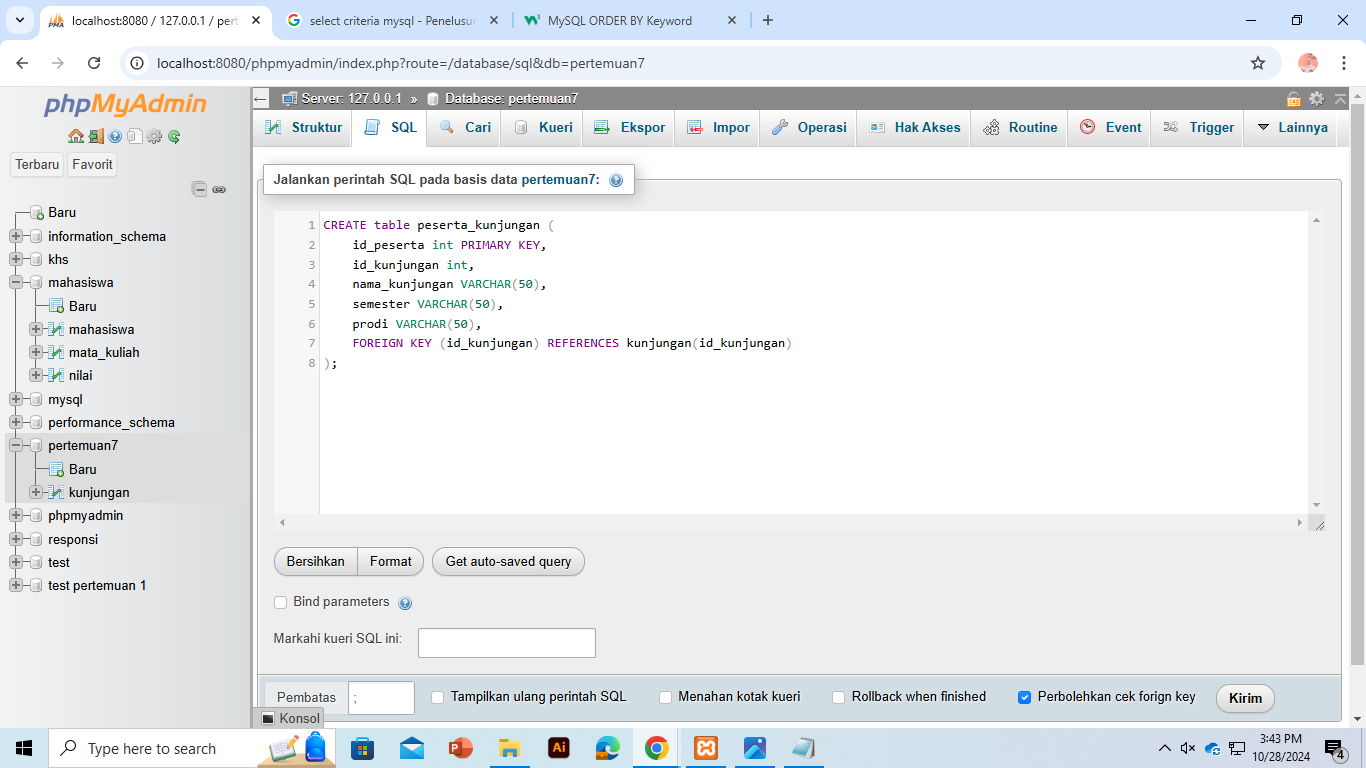 localhost:8080 / 127.0.0.1 / pert
select criteria mysql - Penelusur
MySQL ORDER BY Keyword
localhost:8080/phpmyadmin/index.php?route=/database/sql&db=pertemuan7
phpMyAdmin
Terbaru Favorit
Baru
information_schema
khs
mahasiswa
Baru
mahasiswa
mata_kuliah
nilai
mysql
performance_schema
pertemuan7
Baru
kunjungan
phpmyadmin
responsi
test
test pertemuan 1
Server: 127.0.0.1 » Database: pertemuan7
Struktur SQL Cari Kueri Ekspor Impor Operasi Hak Akses Routine Event Trigger Lainnya
Jalankan perintah SQL pada basis data pertemuan7:
1 CREATE table peserta_kunjungan (
2 id_peserta int PRIMARY KEY,
3 id_kunjungan int,
4 nama_kunjungan VARCHAR(50),
5 semester VARCHAR(50),
6 prodi VARCHAR(50),
7 FOREIGN KEY (id_kunjungan) REFERENCES kunjungan(id_kunjungan)
8 );
Bersihkan Format Get auto-saved query
Bind parameters
Markahi kueri SQL ini:
Pembatas ; Tampilkan ulang perintah SQL Menahan kotak kueri Rollback when finished Perbolehkan cek forign key Kirim
Konsol
Type here to search
3:43 PM
10/28/2024
4